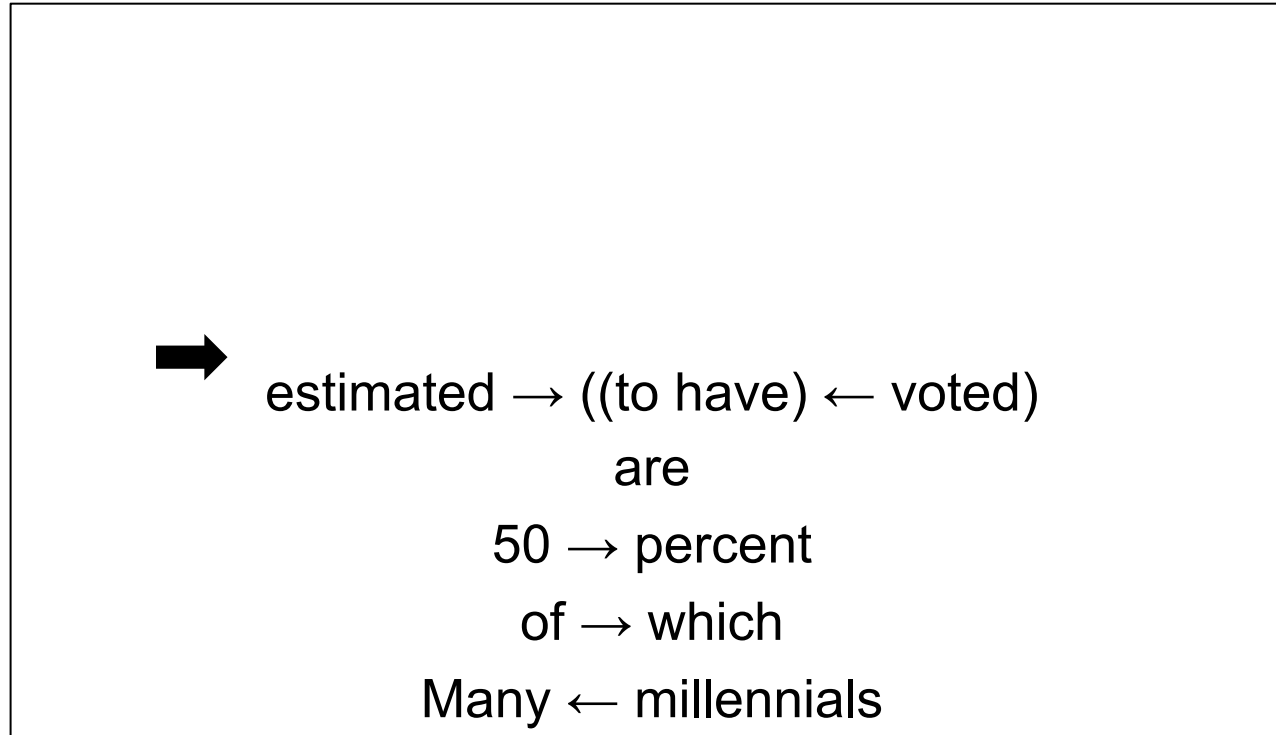 estimated → ((to have) ← voted)
are
50 → percent
of → which
Many ← millennials